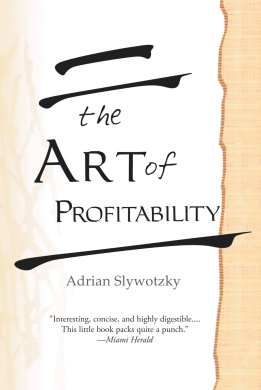 the
ART of
PROFITABILITY
Adrian Slywotzky
"Interesting, concise, and highly digestible....
This little book packs quite a punch."
—Miami Herald